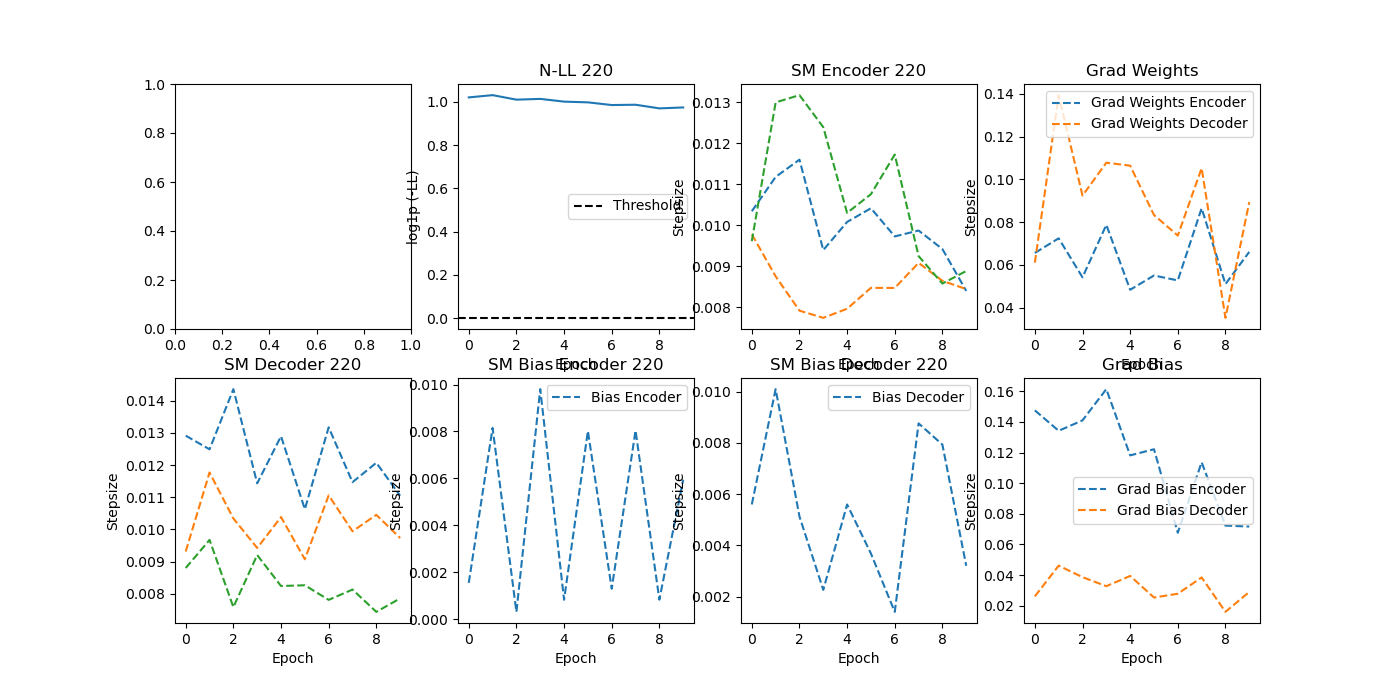 1.0
0.8
0.6
0.4
0.2
0.0
0.0 0.2 0.4 0.6 0.8 1.0
N-LL 220
log1p (-LL)
1.0
0.8
0.6
0.4
0.2
0.0
Threshold
0 2 4 6 8
Epoch
SM Encoder 220
Stepsize
0.013
0.012
0.011
0.010
0.009
0.008
0 2 4 6 8
Epoch
Grad Weights
Stepsize
0.14
0.12
0.10
0.08
0.06
0.04
Grad Weights Encoder
Grad Weights Decoder
0 2 4 6 8
Epoch
SM Decoder 220
Stepsize
0.014
0.013
0.012
0.011
0.010
0.009
0.008
0 2 4 6 8
Epoch
SM Bias Encoder 220
Stepsize
0.010
0.008
0.006
0.004
0.002
0.000
Bias Encoder
0 2 4 6 8
Epoch
SM Bias Decoder 220
Stepsize
0.010
0.008
0.006
0.004
0.002
Bias Decoder
0 2 4 6 8
Epoch
Grad Bias
Stepsize
0.16
0.14
0.12
0.10
0.08
0.06
0.04
0.02
Grad Bias Encoder
Grad Bias Decoder
0 2 4 6 8
Epoch